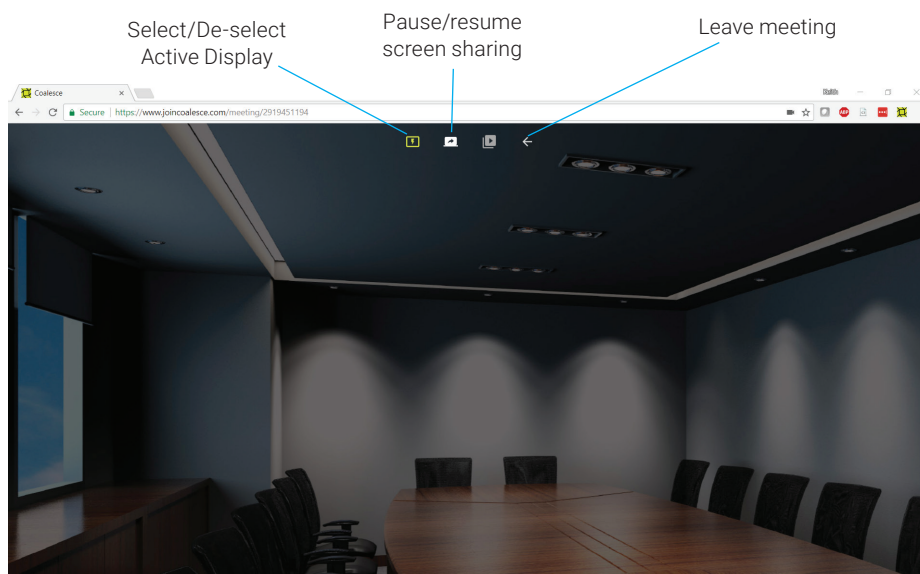 Select/De-select
Active Display
Pause/resume
screen sharing
Leave meeting
Coalesce
Secure | https://www.joincoalesce.com/meeting/2919451194
ABP